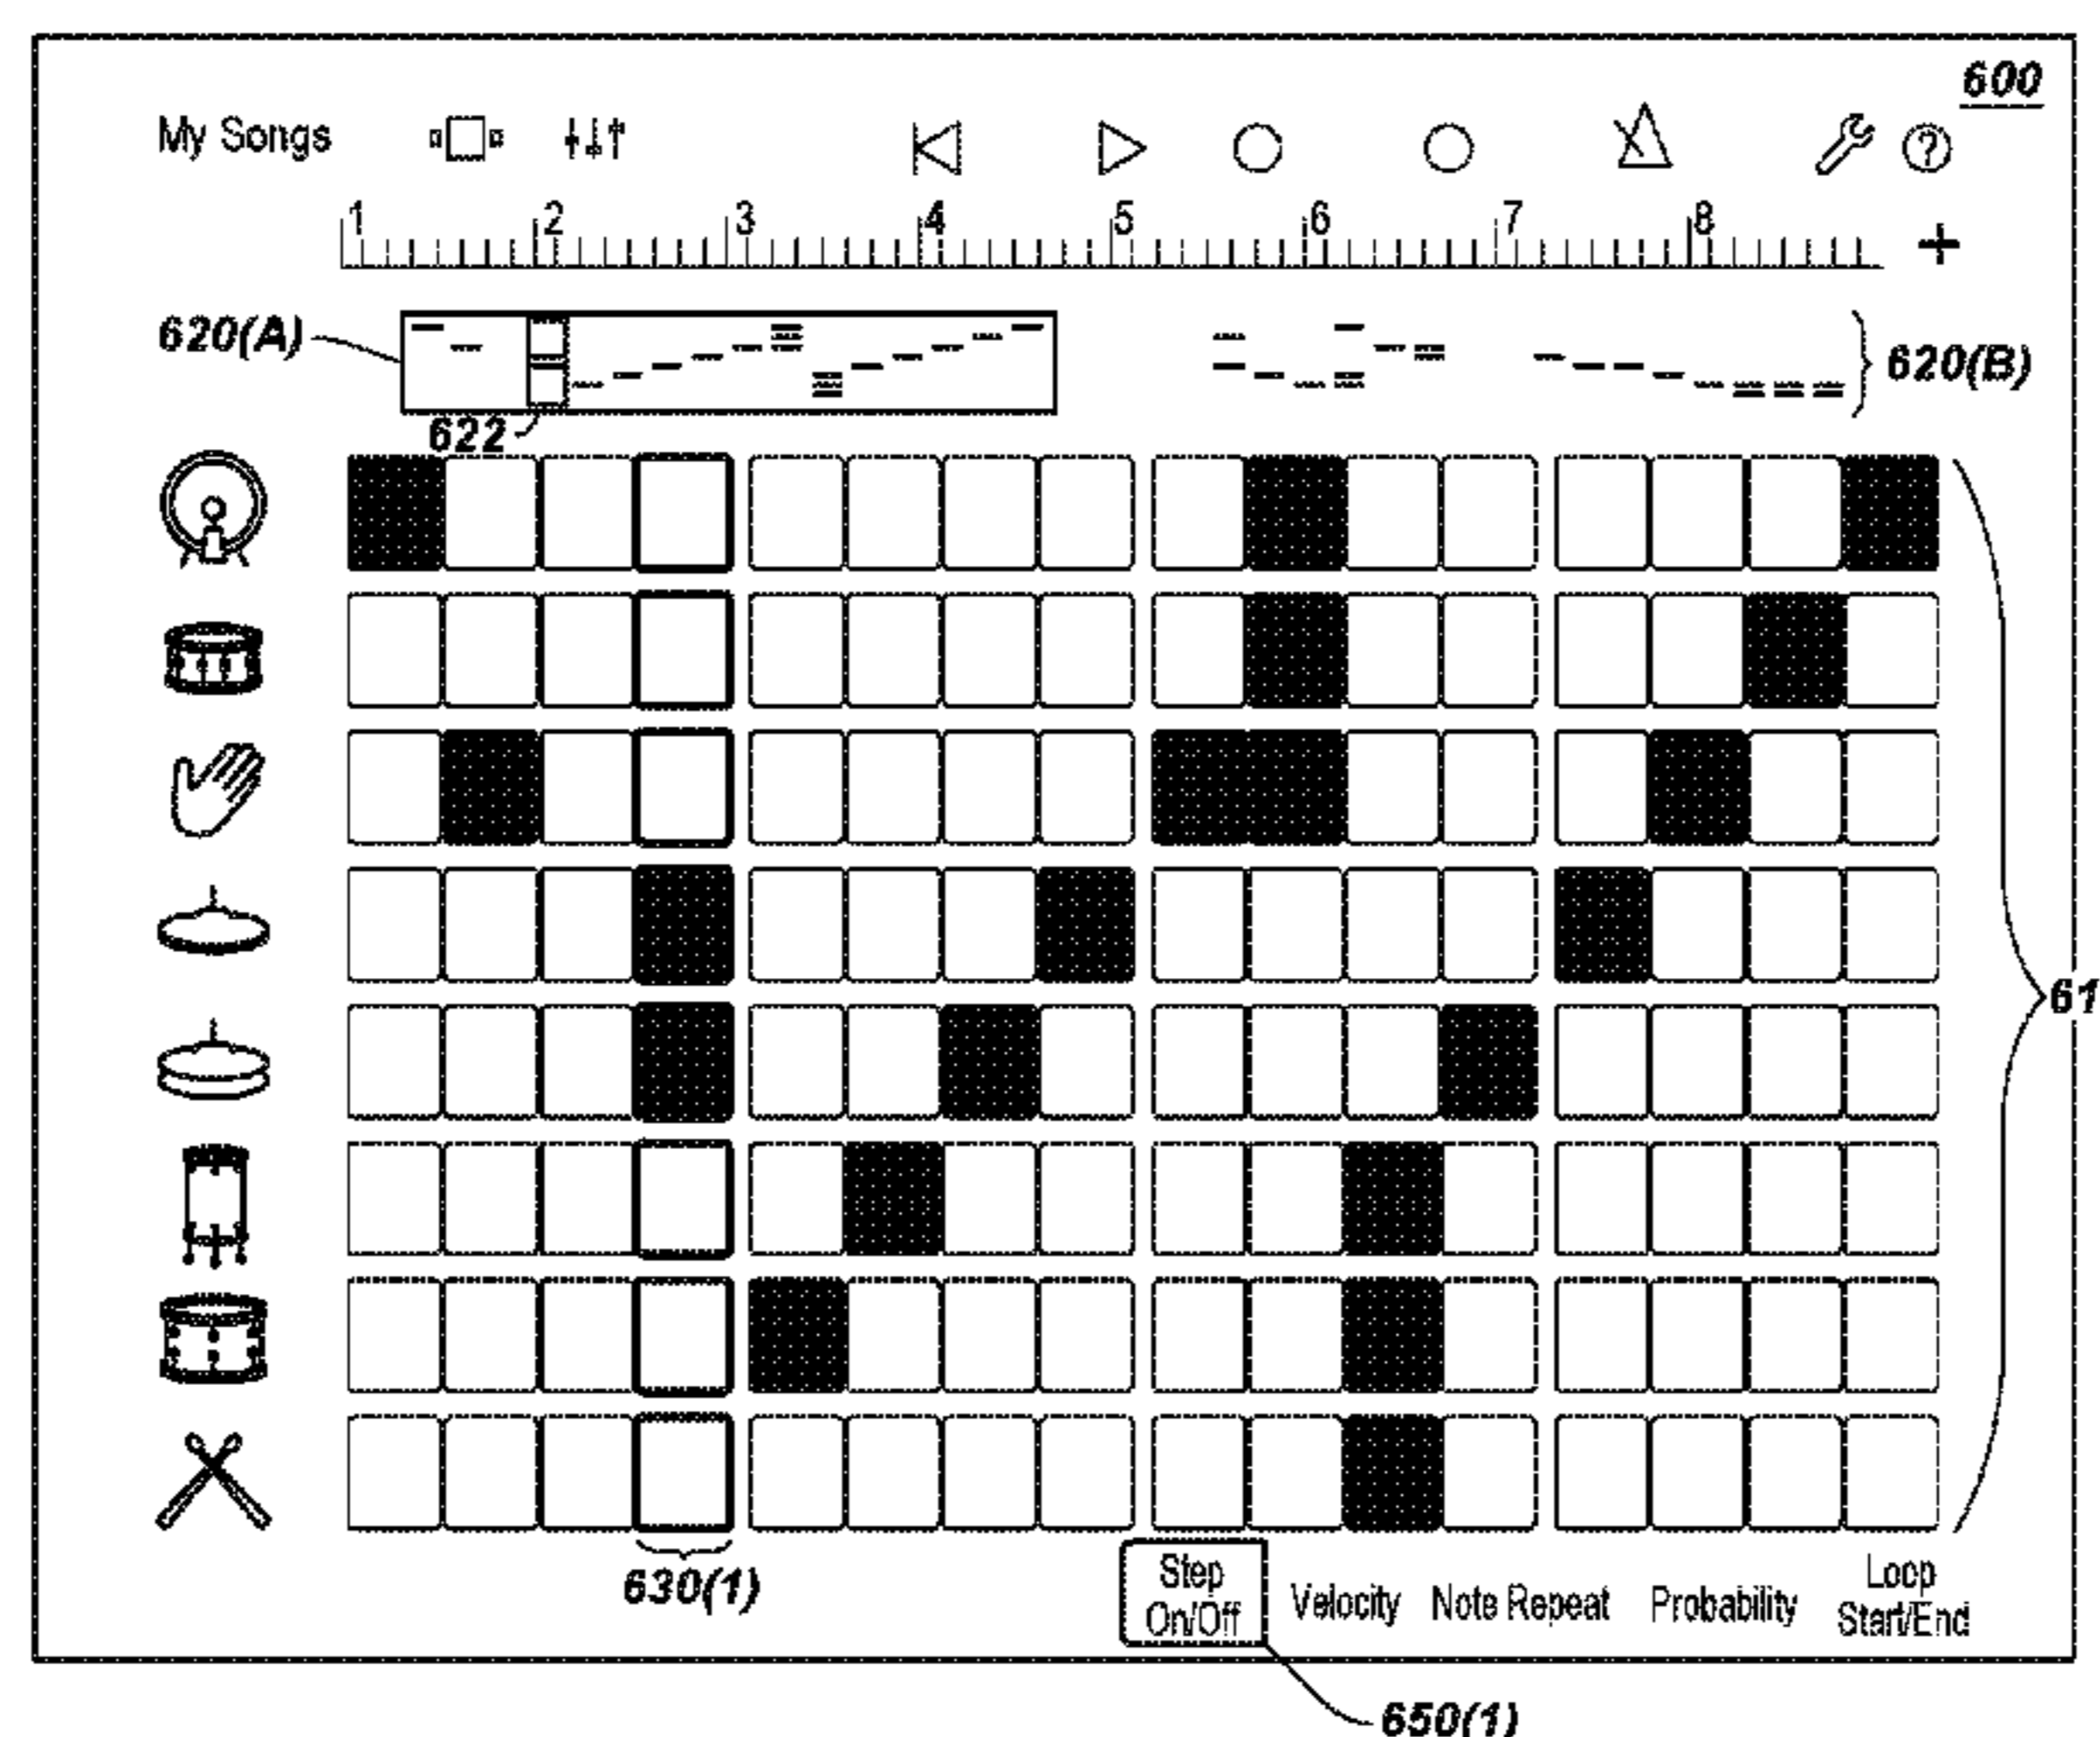 600
My Songs
?
1 2 3 4 5 6 7 8 +
620(A)
620(B)
622
61
630(1)
Step On/Off
Velocity
Note Repeat
Probability
Loop Start/End
650(1)